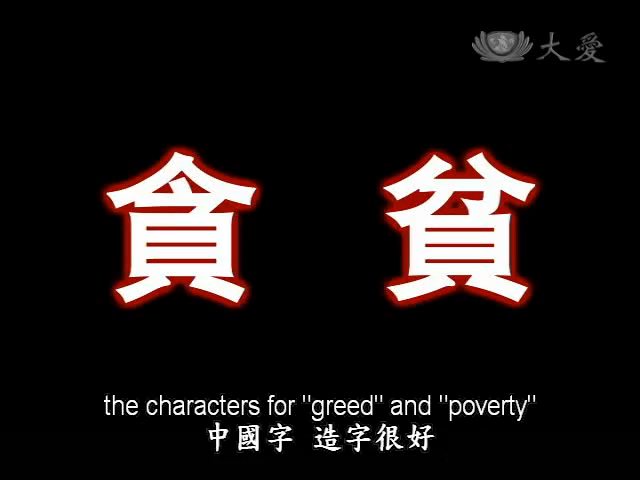 大愛
貪 貧
the characters for "greed" and "poverty"
中國字 造字很好